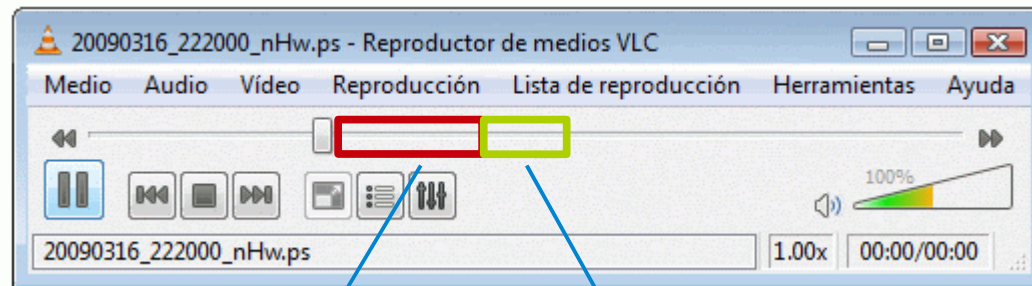 20090316_222000_nHw.ps - Reproductor de medios VLC
Medio Audio Vídeo Reproducción Lista de reproducción Herramientas Ayuda
100%
20090316_222000_nHw.ps 1.00x 00:00/00:00